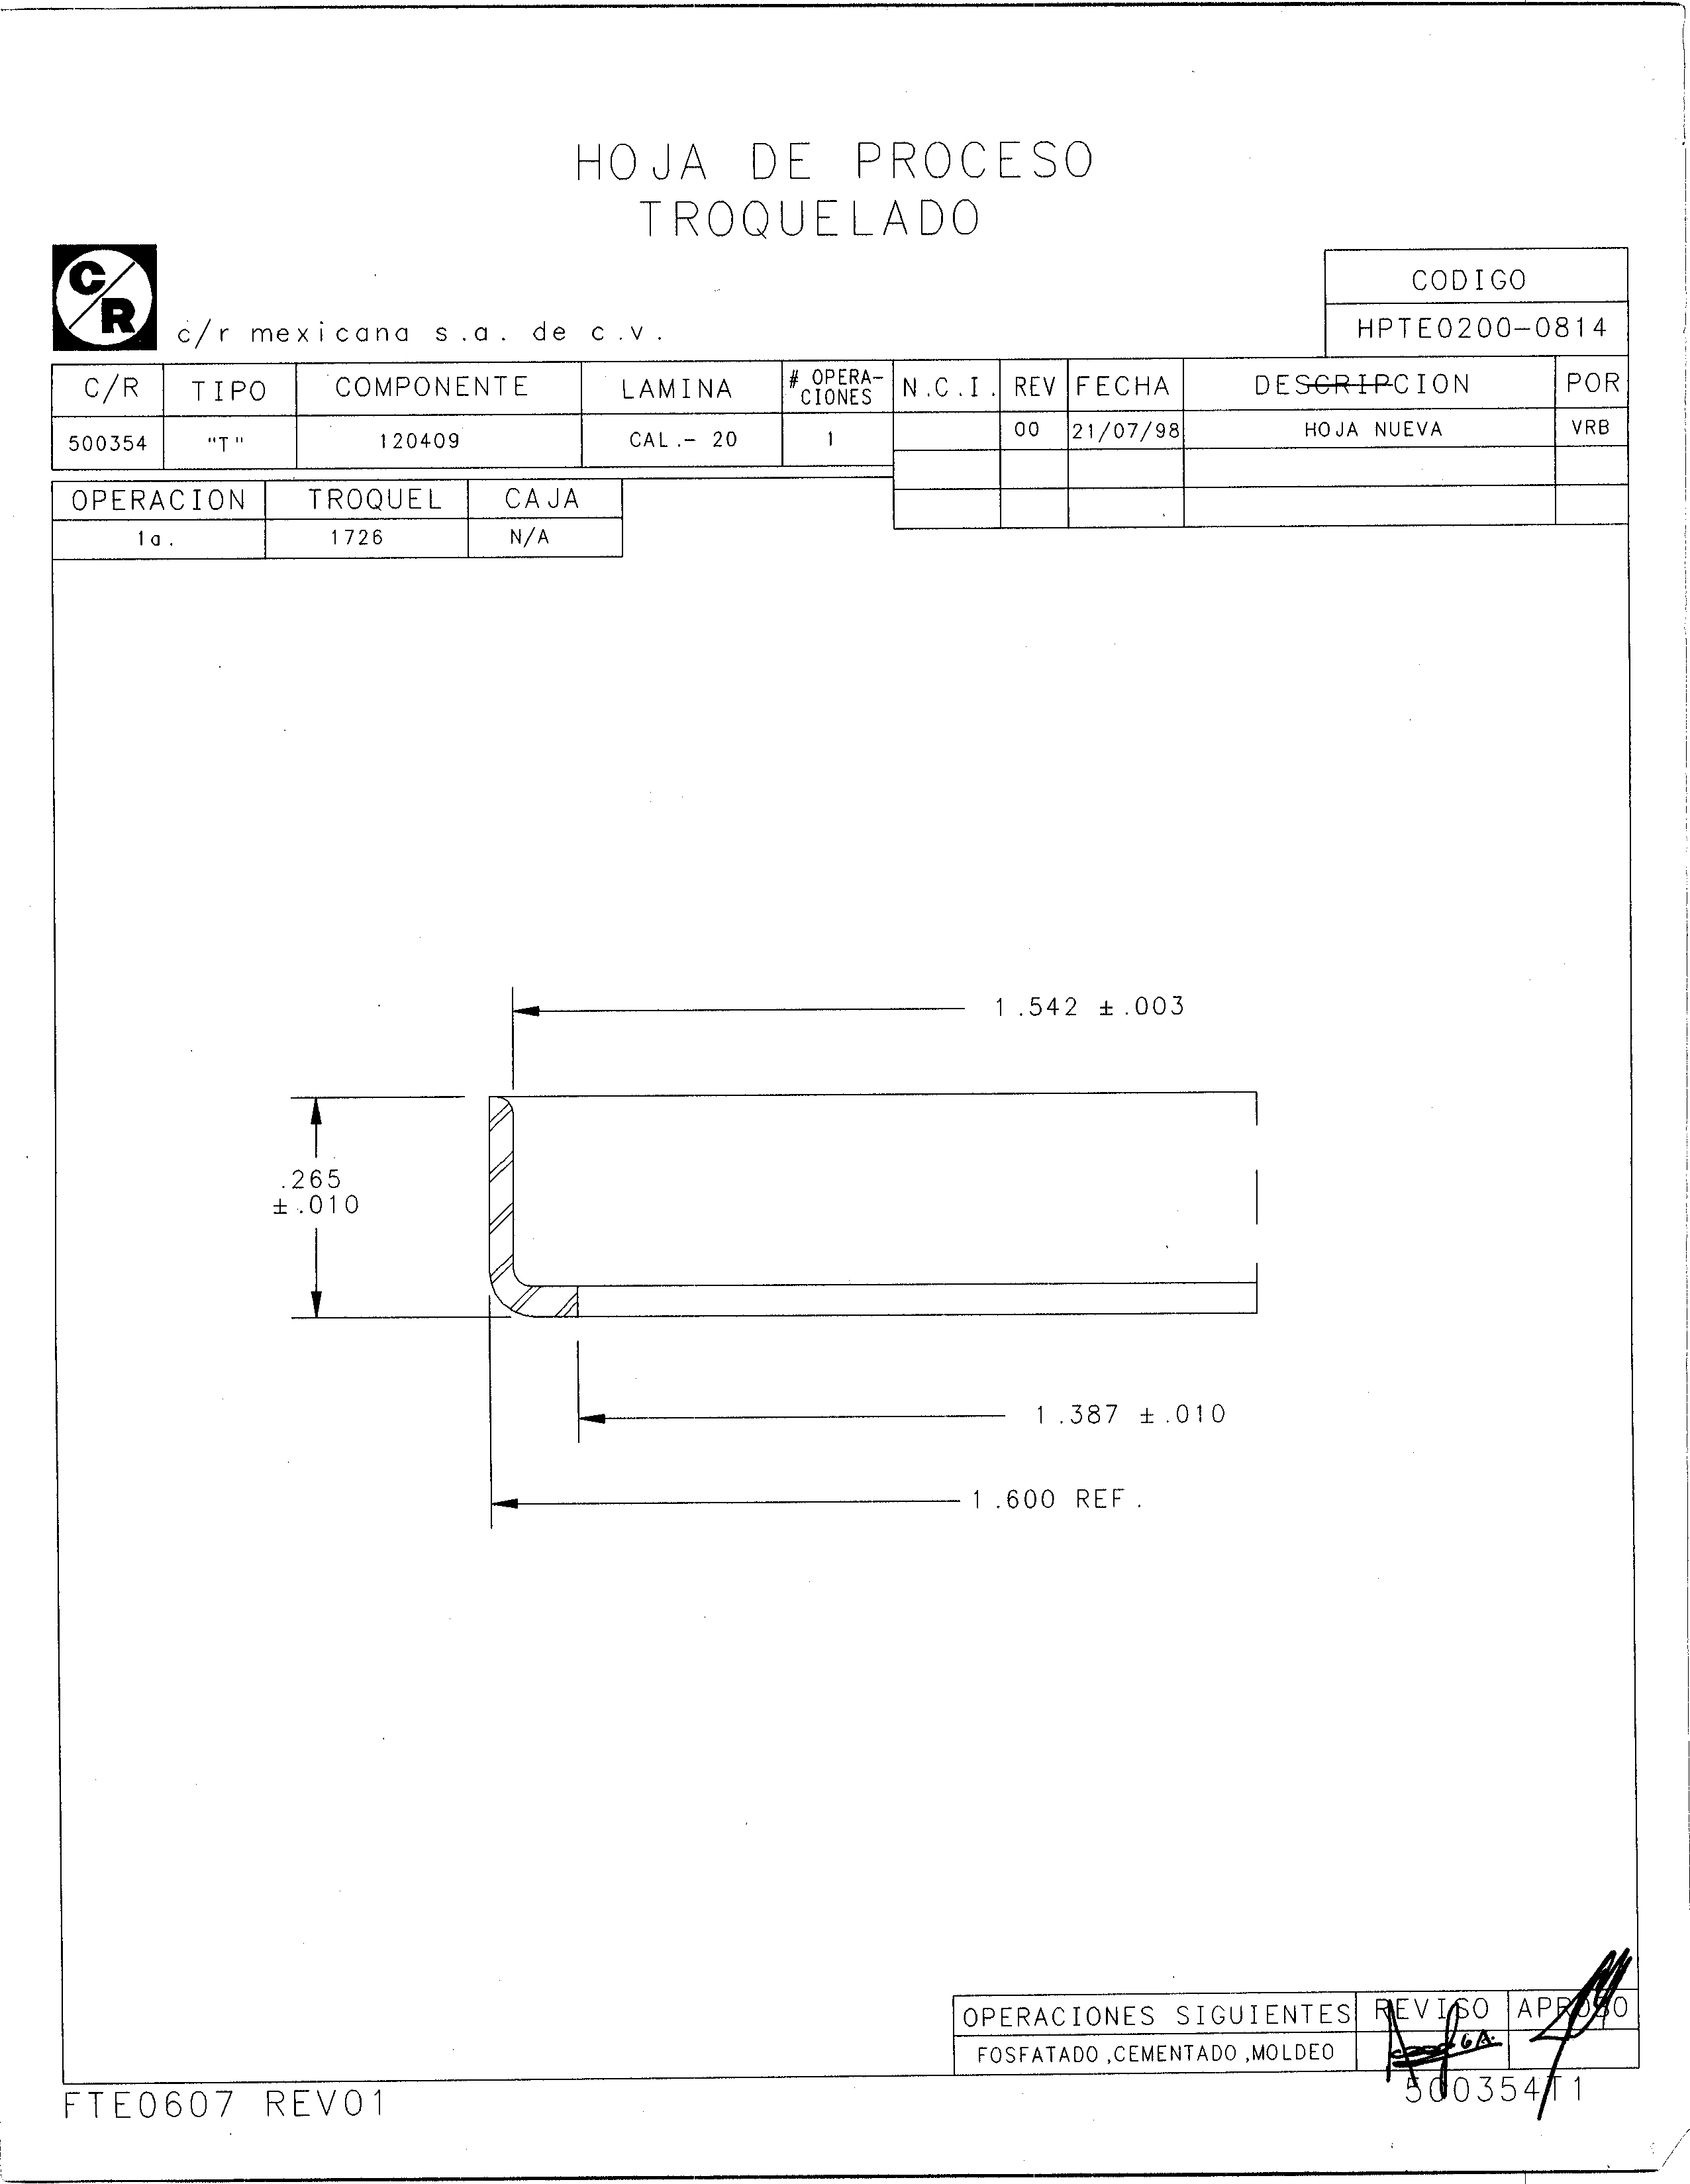 HOJA DE PROCESO
TROQUELADO
C/R
c/r mexicana s.a. de c.v.
CODIGO
HPTE0200-0814
C/R TIPO COMPONENTE LAMINA # OPERA-CIONES N.C.I. REV FECHA DESCRIPCION POR
500354 "T" 120409 CAL.- 20 1 00 21/07/98 HOJA NUEVA VRB
OPERACION TROQUEL CAJA
1a. 1726 N/A
1.542 ±.003
.265
±.010
1.387 ±.010
1.600 REF.
OPERACIONES SIGUIENTES REVISO APROBO
FOSFATADO,CEMENTADO,MOLDEO
FTE0607 REV01
500354T1